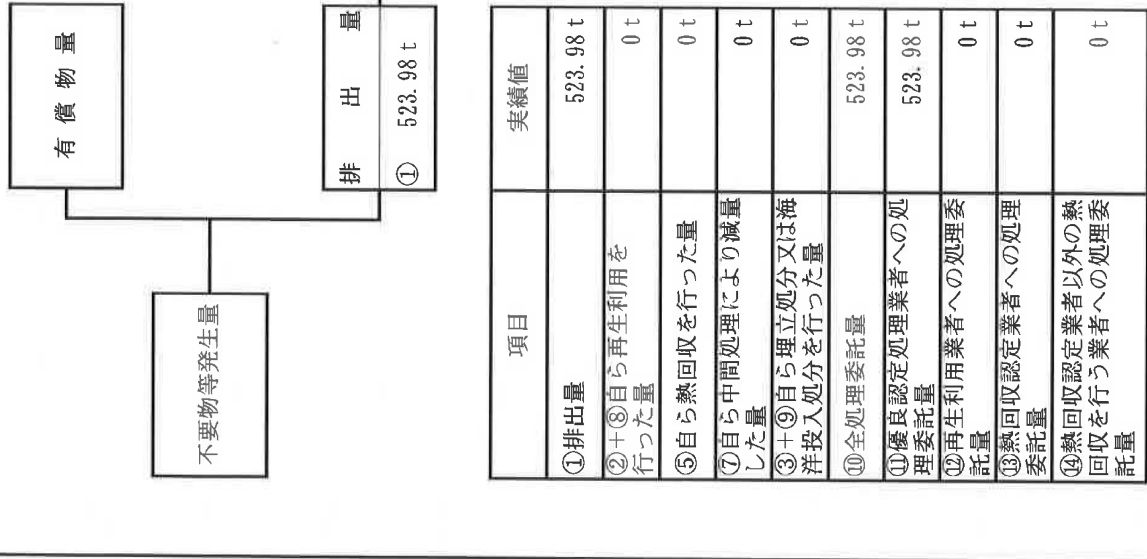 不要物等発生量
有償物量
排出量
① 523.98 t
項目 実績値
①排出量 523.98 t
②+⑧自ら再生利用を
行った量 0 t
⑤自ら熱回収を行った量 0 t
⑦自ら中間処理により減量
した量 0 t
③+⑨自ら埋立処分又は海
洋投入処分を行った量 0 t
⑩全処理委託量 523.98 t
⑪優良認定処理業者への処
理委託量 523.98 t
⑫再生利用業者への処理委
託量 0 t
⑬熱回収認定業者への処理
委託量 0 t
⑭熱回収認定業者以外の熱
回収を行う業者への処理委
託量 0 t